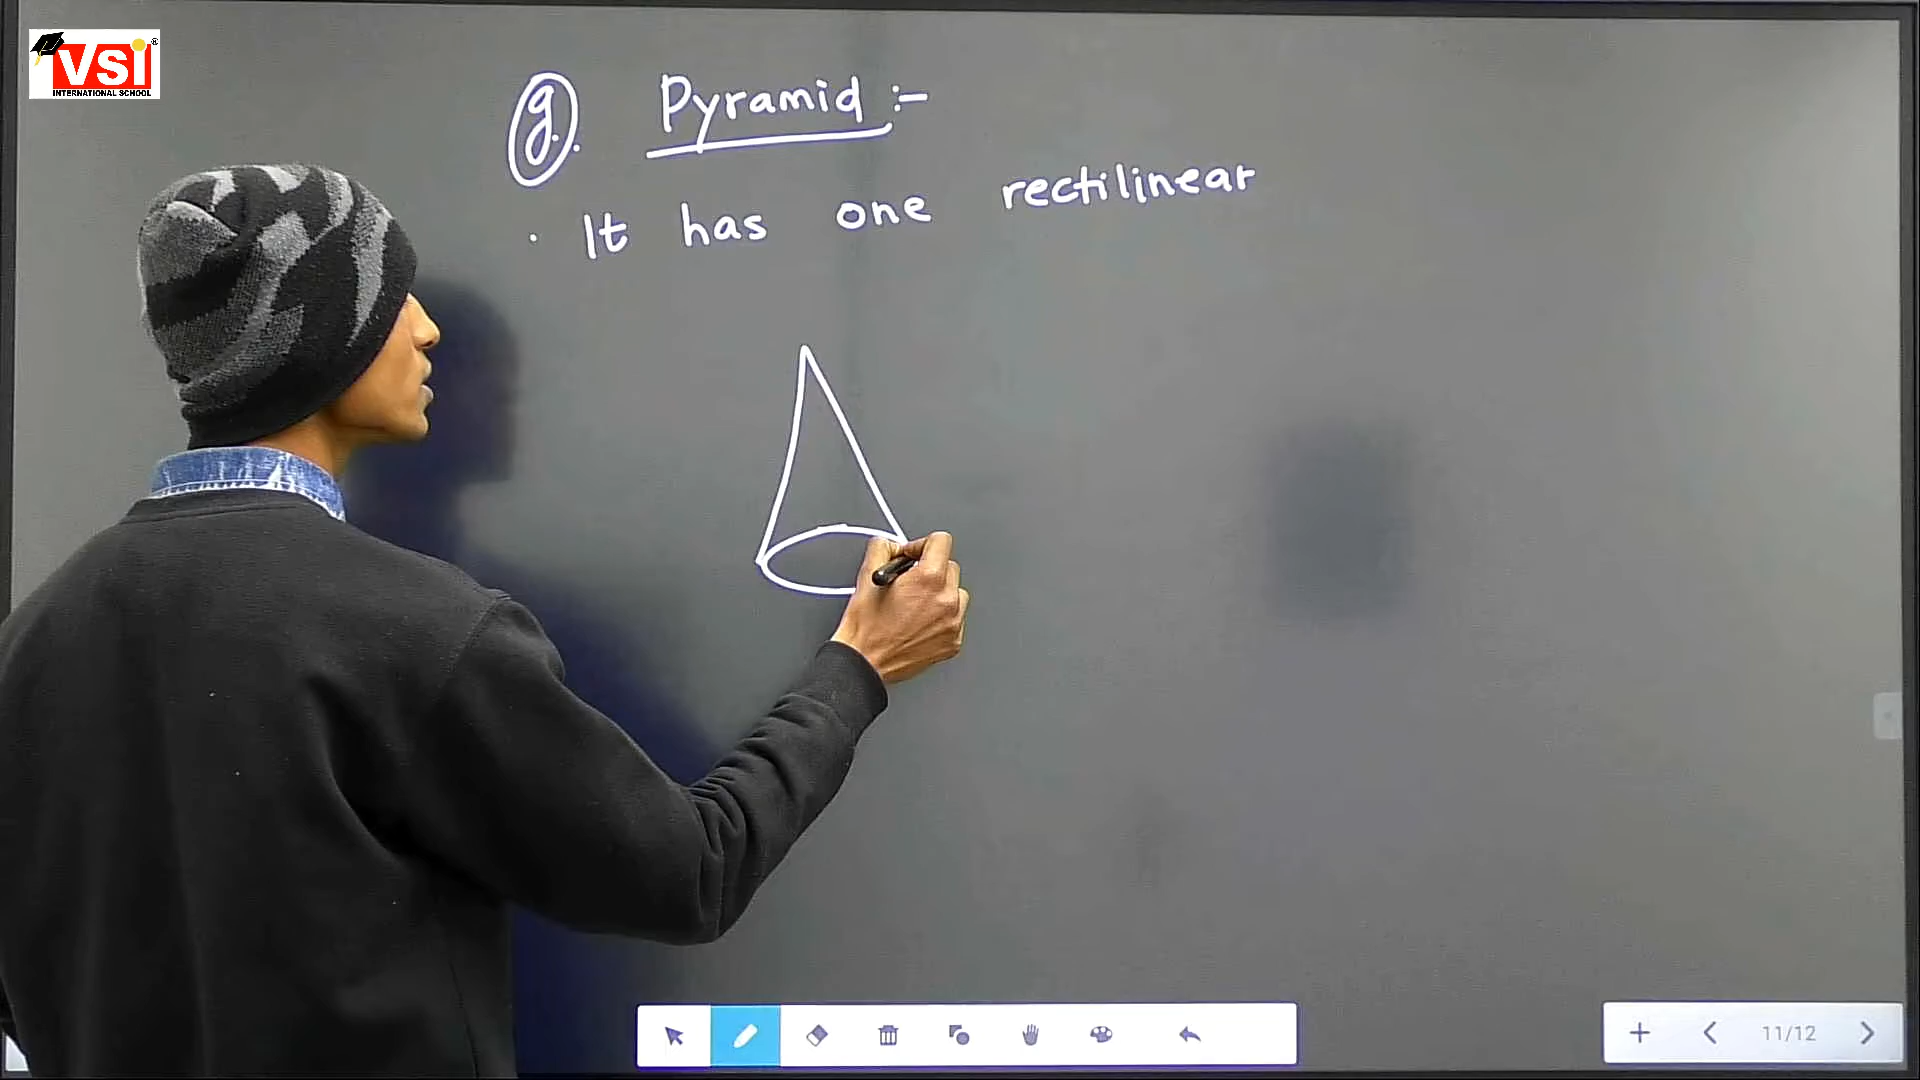 VSI
INTERNATIONAL SCHOOL
g. Pyramid :-
· It has one rectilinear
11/12